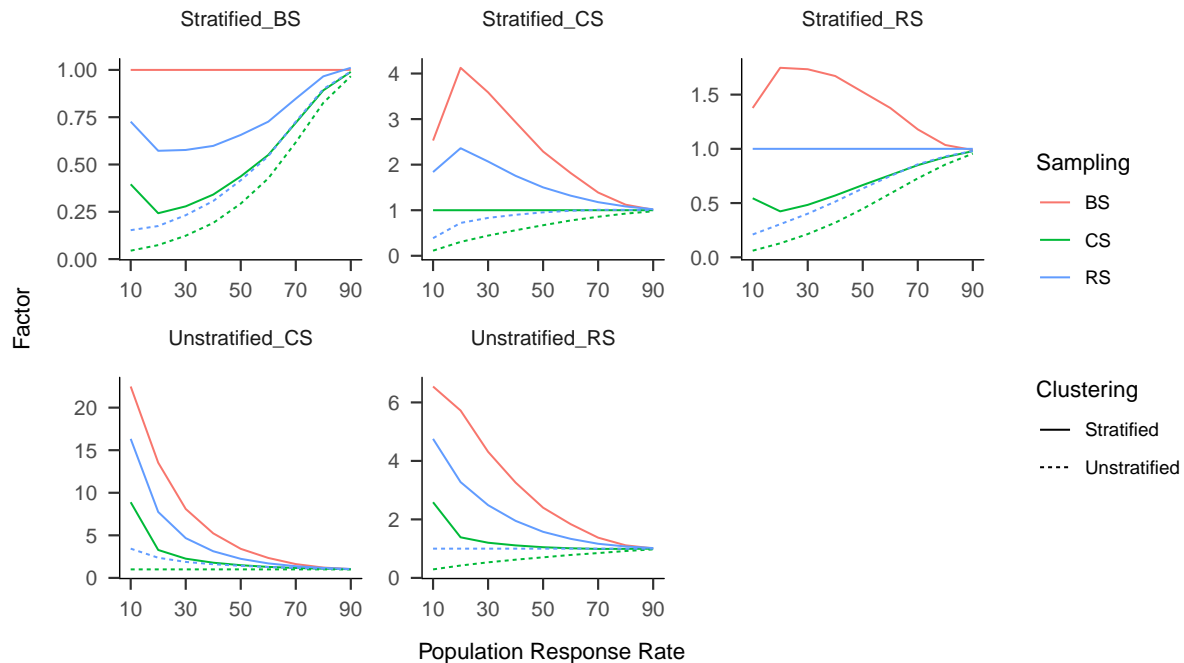 Stratified_BS
Stratified_CS
Stratified_RS
1.00
0.75
0.50
0.25
0.00
10 30 50 70 90
4
3
2
1
0
10 30 50 70 90
1.5
1.0
0.5
0.0
10 30 50 70 90
Factor
Unstratified_CS
Unstratified_RS
20
15
10
5
0
10 30 50 70 90
6
4
2
0
10 30 50 70 90
Population Response Rate
Sampling
BS
CS
RS
Clustering
Stratified
Unstratified